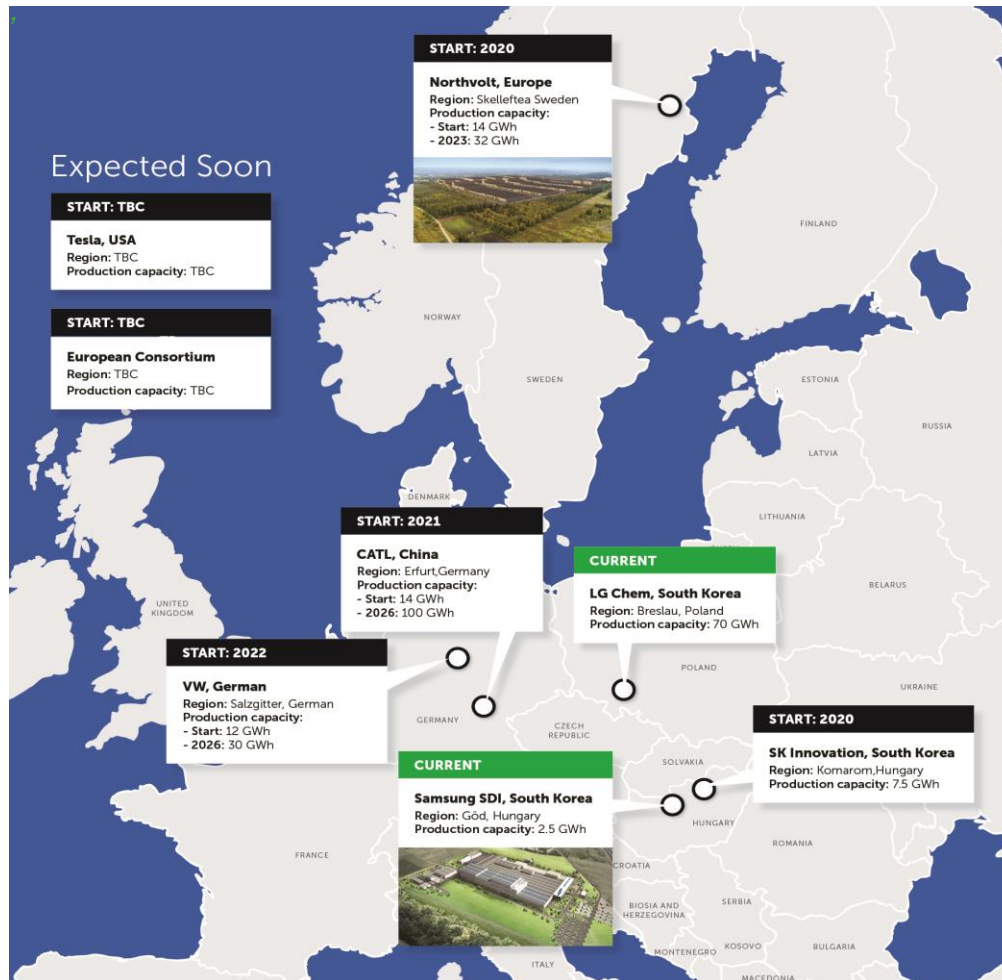 START: 2020
Northvolt, Europe
Region: Skelleftea Sweden
Production capacity:
- Start: 14 GWh
- 2023: 32 GWh
Expected Soon
START: TBC
Tesla, USA
Region: TBC
Production capacity: TBC
START: TBC
European Consortium
Region: TBC
Production capacity: TBC
FINLAND
NORWAY
SWEDEN
ESTONIA
RUSSIA
LATVIA
DENMARK
LITHUANIA
BELARUS
UNITED
KINGDOM
START: 2021
CATL, China
Region: Erfurt,Germany
Production capacity:
- Start: 14 GWh
- 2026: 100 GWh
CURRENT
LG Chem, South Korea
Region: Breslau, Poland
Production capacity: 70 GWh
START: 2022
VW, German
Region: Salzgitter, German
Production capacity:
- Start: 12 GWh
- 2026: 30 GWh
POLAND
UKRAINE
GERMANY
CZECH
REPUBLIC
SLOVAKIA
START: 2020
SK Innovation, South Korea
Region: Komarom,Hungary
Production capacity: 7.5 GWh
CURRENT
Samsung SDI, South Korea
Region: Göd, Hungary
Production capacity: 2.5 GWh
HUNGARY
ROMANIA
FRANCE
CROATIA
BIOSIA AND
HERZEGOVINA
SERBIA
MONTENEGRO
KOSOVO
BULGARIA
ITALY
MACEDONIA